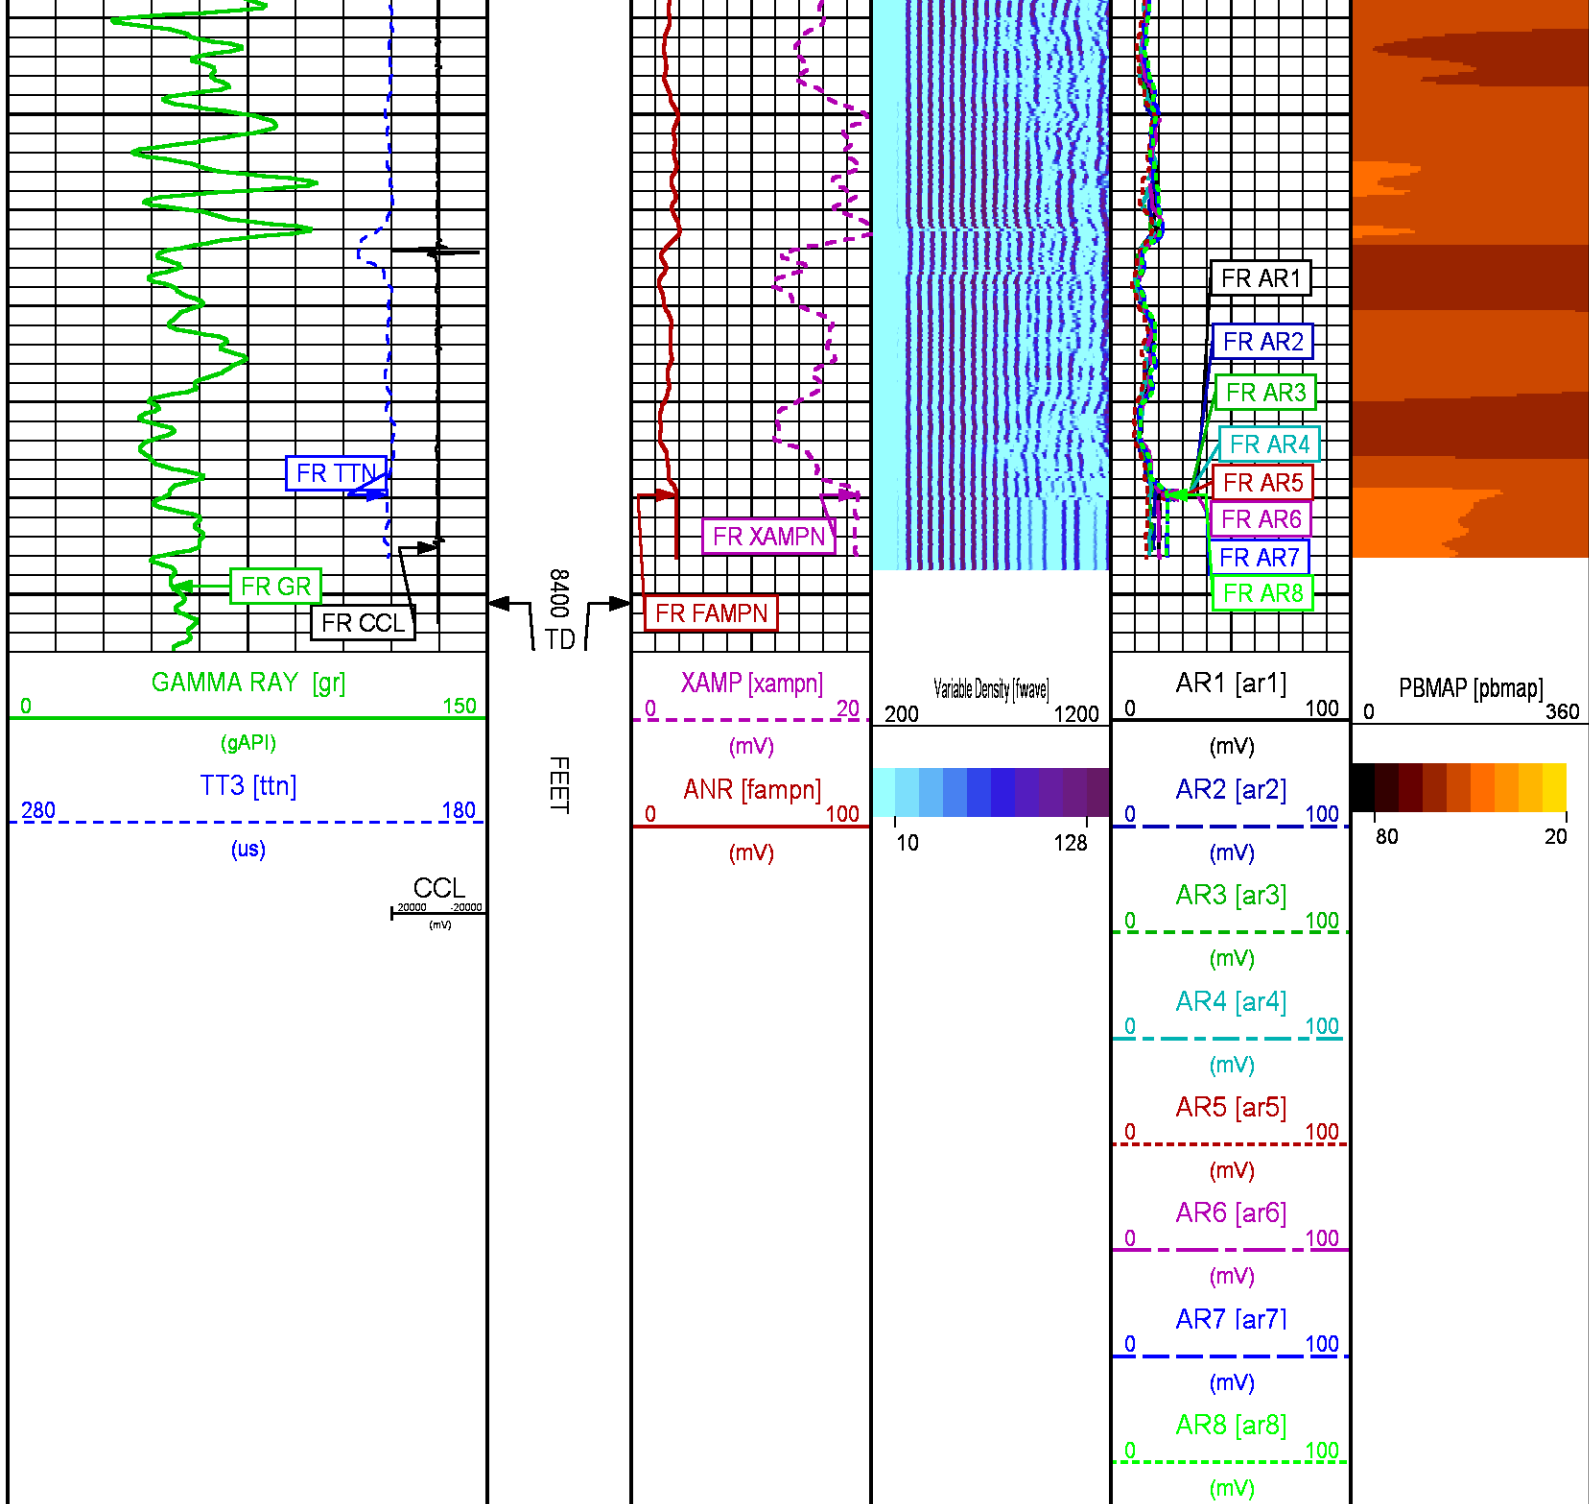 FR AR1
FR AR2
FR AR3
FR AR4
FR TTN
FR AR5
FR AR6
FR XAMPN
FR AR7
FR GR
8400
FR AR8
FR FAMPN
FR CCL
TD
GAMMA RAY [gr]
0 150
(gAPI)
TT3 [ttn]
280 180
(us)
CCL
20000 -20000
(mV)
FEET
XAMP [xampn]
0 20
(mV)
ANR [fampn]
0 100
(mV)
Variable Density [fwave]
200 1200
10 128
AR1 [ar1]
0 100
(mV)
AR2 [ar2]
0 100
(mV)
AR3 [ar3]
0 100
(mV)
AR4 [ar4]
0 100
(mV)
AR5 [ar5]
0 100
(mV)
AR6 [ar6]
0 100
(mV)
AR7 [ar7]
0 100
(mV)
AR8 [ar8]
0 100
(mV)
PBMAP [pbmap]
0 360
80 20